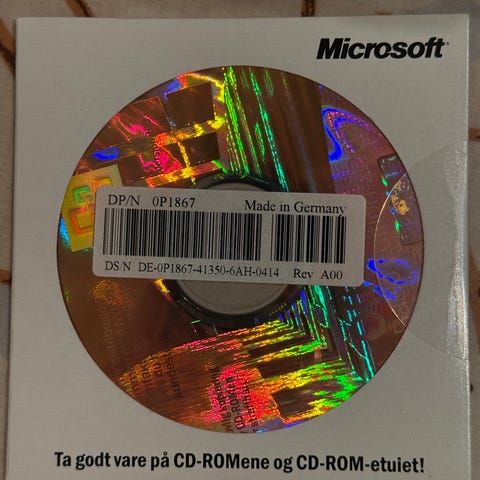 Microsoft
DP/N 0P1867 Made in Germany
DS/N DE-0P1867-41350-6AH-0414 Rev A00
Ta godt vare på CD-ROMene og CD-ROM-etuiet!